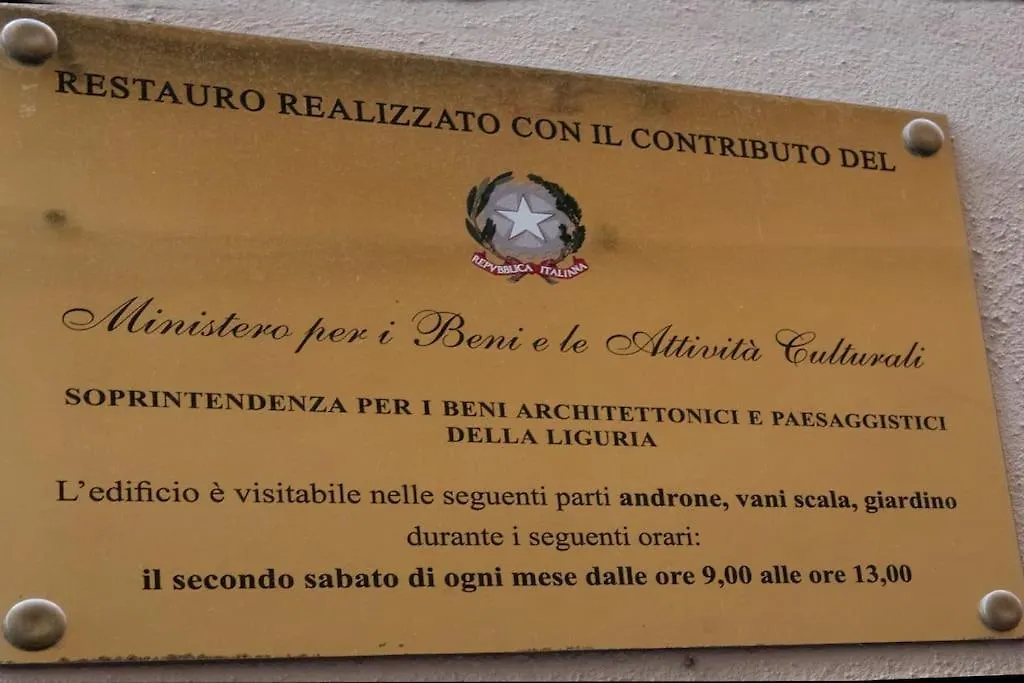 RESTAURO REALIZZATO CON IL CONTRIBUTO DEL
REPVBBLICA ITALIANA
Ministero per i Beni e le Attività Culturali
SOPRINTENDENZA PER I BENI ARCHITETTONICI E PAESAGGISTICI
DELLA LIGURIA
L'edificio è visitabile nelle seguenti parti androne, vani scala, giardino
durante i seguenti orari:
il secondo sabato di ogni mese dalle ore 9,00 alle ore 13,00